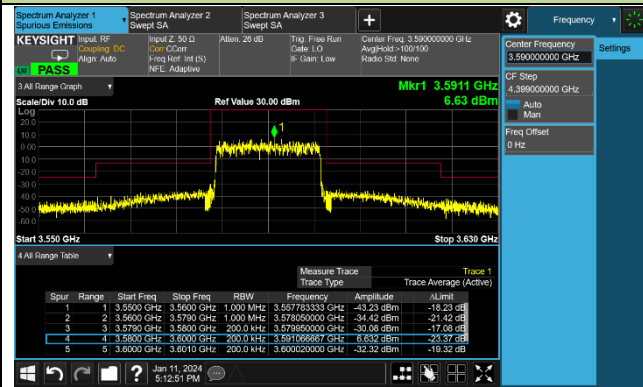 Spectrum Analyzer 1
Spurious Emissions
Spectrum Analyzer 2
Swept SA
Spectrum Analyzer 3
Swept SA
+
Frequency
KEYSIGHT
Input: RF
Coupling: DC
Align: Auto
Input Z: 50 Ω
Corr CCorr
Freq Ref: Int (S)
NFE: Adaptive
Atten: 26 dB
Trig: Free Run
Gate: LO
IF Gain: Low
Center Freq: 3.590000000 GHz
Avg|Hold:>100/100
Radio Std: None
PASS
Center Frequency
3.590000000 GHz
Settings
CF Step
4.399000000 GHz
Auto
Man
Freq Offset
0 Hz
3 All Range Graph
Mkr1 3.5911 GHz
6.63 dBm
Scale/Div 10.0 dB
Ref Value 30.00 dBm
Log
20.0
10.0
0.00
-10.0
-20.0
-30.0
-40.0
-50.0
-60.0
1
Start 3.550 GHz
Stop 3.630 GHz
4 All Range Table
Measure Trace Trace 1
Trace Type Trace Average (Active)
Spur Range Start Freq Stop Freq RBW Frequency Amplitude ΔLimit
1 1 3.5500 GHz 3.5600 GHz 1.000 MHz 3.557783333 GHz -43.23 dBm -18.23 dB
2 2 3.5600 GHz 3.5790 GHz 1.000 MHz 3.578050000 GHz -34.42 dBm -21.42 dB
3 3 3.5790 GHz 3.5800 GHz 200.0 kHz 3.579950000 GHz -30.08 dBm -17.08 dB
4 4 3.5800 GHz 3.6000 GHz 200.0 kHz 3.591066667 GHz 6.632 dBm -23.37 dB
5 5 3.6000 GHz 3.6010 GHz 200.0 kHz 3.600020000 GHz -32.32 dBm -19.32 dB
?
Jan 11, 2024
5:12:51 PM